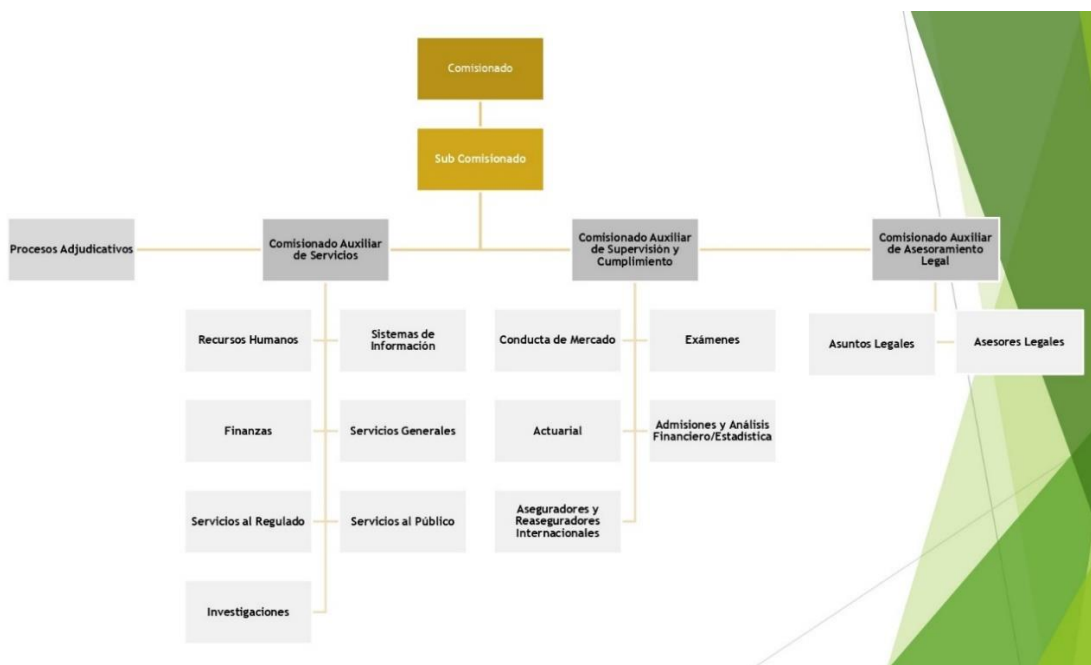 Comisionado
Sub Comisionado
Procesos Adjudicativos
Comisionado Auxiliar
de Servicios
Comisionado Auxiliar
de Supervisión y
Cumplimiento
Comisionado Auxiliar
de Asesoramiento
Legal
Recursos Humanos
Sistemas de
Información
Conducta de Mercado
Exámenes
Asuntos Legales
Asesores Legales
Finanzas
Servicios Generales
Actuarial
Admisiones y Análisis
Financiero/Estadística
Servicios al Regulado
Servicios al Público
Aseguradores y
Reaseguradores
Internacionales
Investigaciones